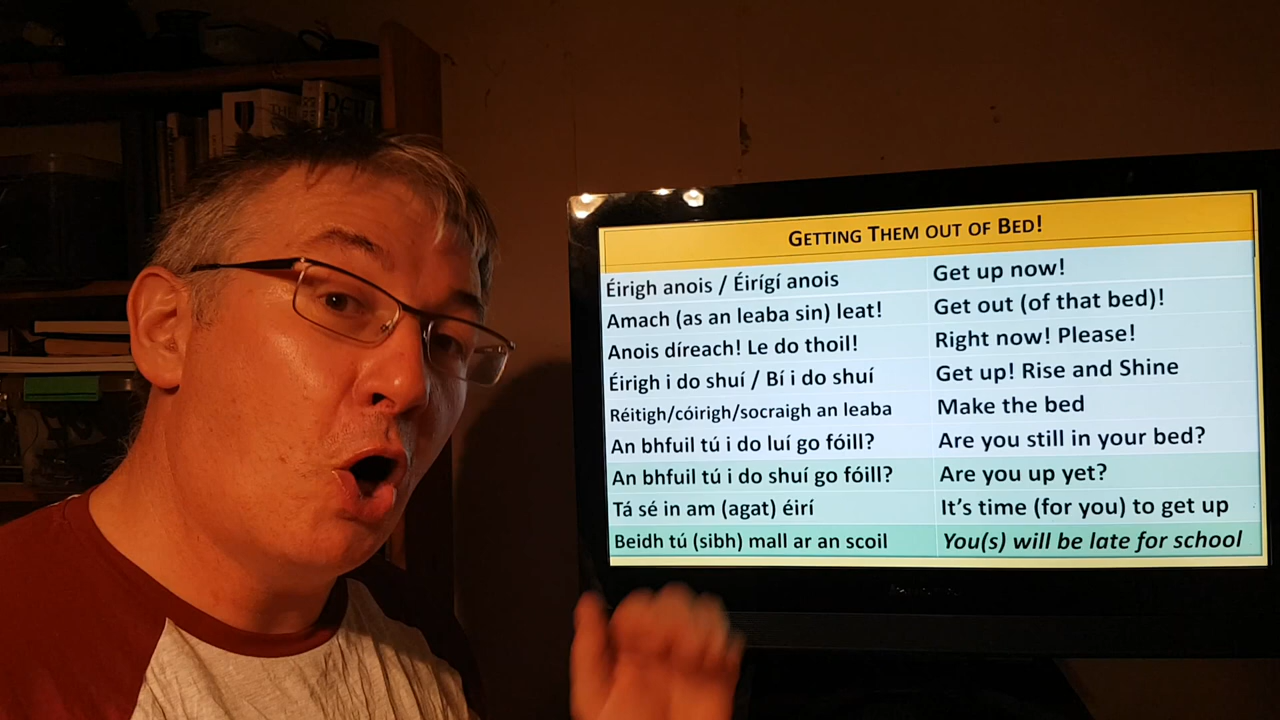 GETTING THEM OUT OF BED!
Éirigh anois / Éirígí anois Get up now!
Amach (as an leaba sin) leat! Get out (of that bed)!
Anois díreach! Le do thoil! Right now! Please!
Éirigh i do shuí / Bí i do shuí Get up! Rise and Shine
Réitigh/cóirigh/socraigh an leaba Make the bed
An bhfuil tú i do luí go fóill? Are you still in your bed?
An bhfuil tú i do shuí go fóill? Are you up yet?
Tá sé in am (agat) éirí It's time (for you) to get up
Beidh tú (sibh) mall ar an scoil You(s) will be late for school